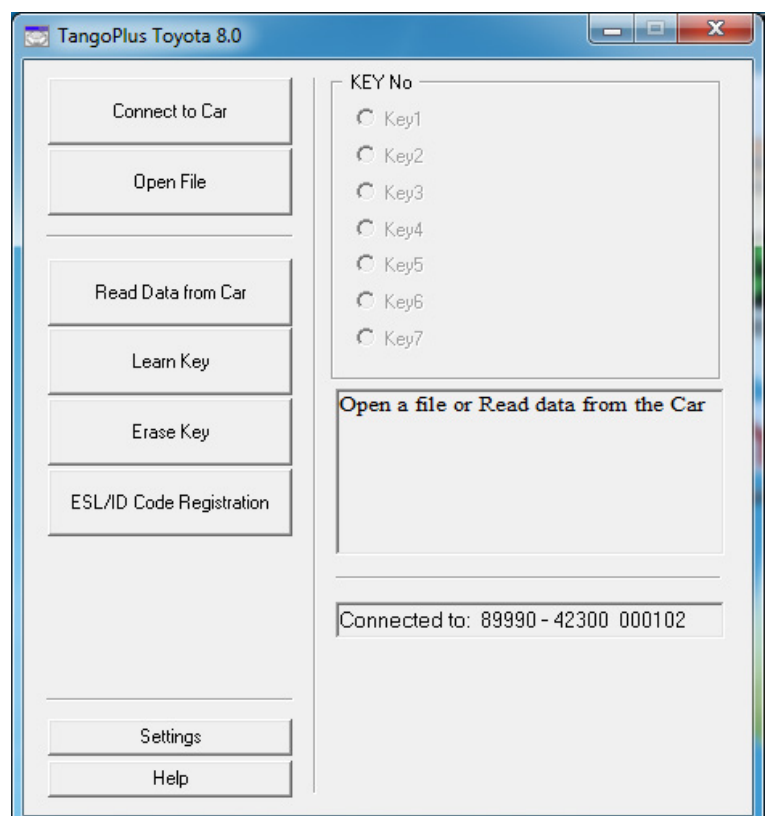 TangoPlus Toyota 8.0
Connect to Car
Open File
Read Data from Car
Learn Key
Erase Key
ESL/ID Code Registration
Settings
Help
KEY No
Key1
Key2
Key3
Key4
Key5
Key6
Key7
Open a file or Read data from the Car
Connected to: 89990 - 42300 000102